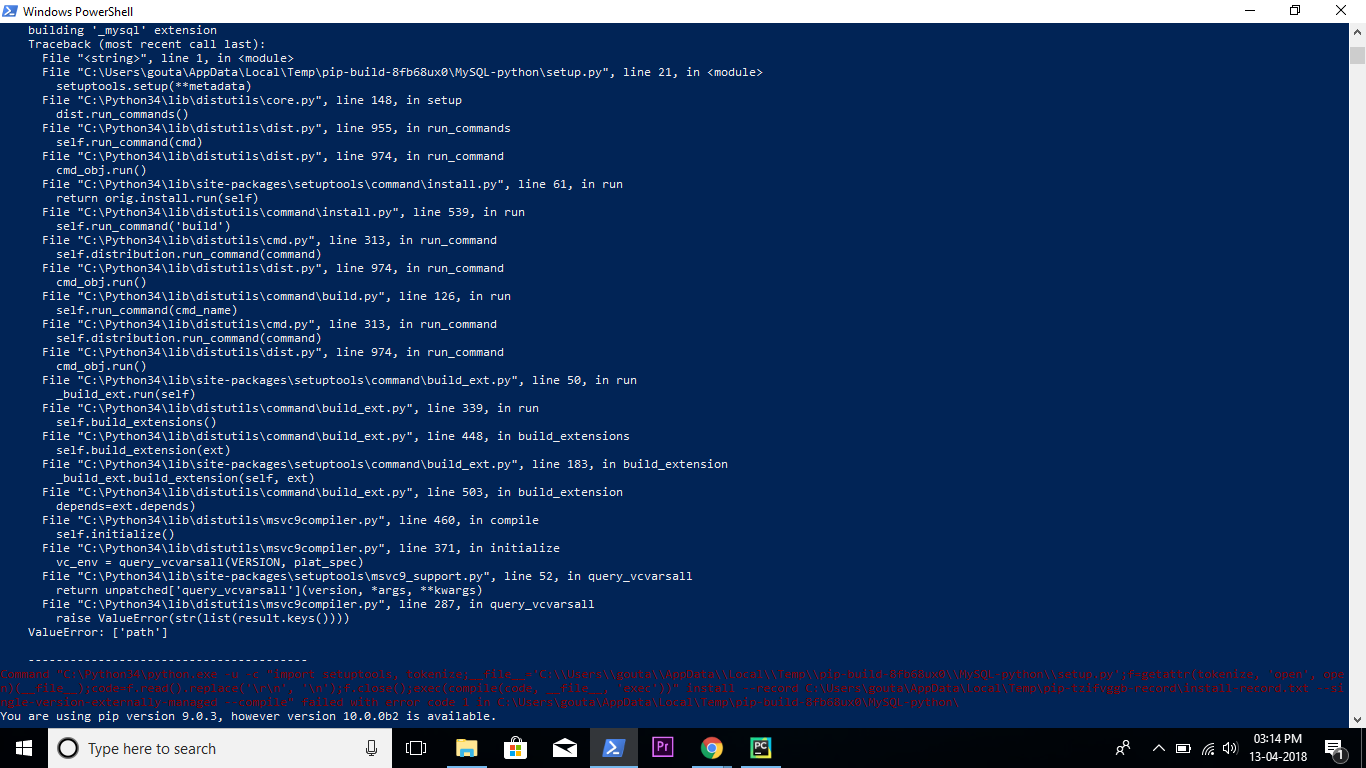 Windows PowerShell
building '_mysql' extension
Traceback (most recent call last):
File "<string>", line 1, in <module>
File "C:\Users\gouta\AppData\Local\Temp\pip-build-8fb68ux0\MySQL-python\setup.py", line 21, in <module>
setuptools.setup(**metadata)
File "C:\Python34\lib\distutils\core.py", line 148, in setup
dist.run_commands()
File "C:\Python34\lib\distutils\dist.py", line 955, in run_commands
self.run_command(cmd)
File "C:\Python34\lib\distutils\dist.py", line 974, in run_command
cmd_obj.run()
File "C:\Python34\lib\site-packages\setuptools\command\install.py", line 61, in run
return orig.install.run(self)
File "C:\Python34\lib\distutils\command\install.py", line 539, in run
self.run_command('build')
File "C:\Python34\lib\distutils\cmd.py", line 313, in run_command
self.distribution.run_command(command)
File "C:\Python34\lib\distutils\dist.py", line 974, in run_command
cmd_obj.run()
File "C:\Python34\lib\distutils\command\build.py", line 126, in run
self.run_command(cmd_name)
File "C:\Python34\lib\distutils\cmd.py", line 313, in run_command
self.distribution.run_command(command)
File "C:\Python34\lib\distutils\dist.py", line 974, in run_command
cmd_obj.run()
File "C:\Python34\lib\site-packages\setuptools\command\build_ext.py", line 50, in run
_build_ext.run(self)
File "C:\Python34\lib\distutils\command\build_ext.py", line 339, in run
self.build_extensions()
File "C:\Python34\lib\distutils\command\build_ext.py", line 448, in build_extensions
self.build_extension(ext)
File "C:\Python34\lib\site-packages\setuptools\command\build_ext.py", line 183, in build_extension
_build_ext.build_extension(self, ext)
File "C:\Python34\lib\distutils\command\build_ext.py", line 503, in build_extension
depends=ext.depends)
File "C:\Python34\lib\distutils\msvc9compiler.py", line 460, in compile
self.initialize()
File "C:\Python34\lib\distutils\msvc9compiler.py", line 371, in initialize
vc_env = query_vcvarsall(VERSION, plat_spec)
File "C:\Python34\lib\site-packages\setuptools\msvc9_support.py", line 52, in query_vcvarsall
return unpatched['query_vcvarsall'](version, *args, **kwargs)
File "C:\Python34\lib\distutils\msvc9compiler.py", line 287, in query_vcvarsall
raise ValueError(str(list(result.keys())))
ValueError: ['path']
----------------------------------------
Command "C:\Python34\python.exe -u -c "import setuptools, tokenize;__file__='C:\\Users\\gouta\\AppData\\Local\\Temp\\pip-build-8fb68ux0\\MySQL-python\\setup.py';f=getattr(tokenize, 'open', ope
n)(__file__);code=f.read().replace('\r\n', '\n');f.close();exec(compile(code, __file__, 'exec'))" install --record C:\Users\gouta\AppData\Local\Temp\pip-tzifvggh-record\install-record.txt --si
ngle-version-externally-managed --compile" failed with error code 1 in C:\Users\gouta\AppData\Local\Temp\pip-build-8fb68ux0\MySQL-python\
You are using pip version 9.0.3, however version 10.0.0b2 is available.
Type here to search
Pr
PC
03:14 PM
13-04-2018
1